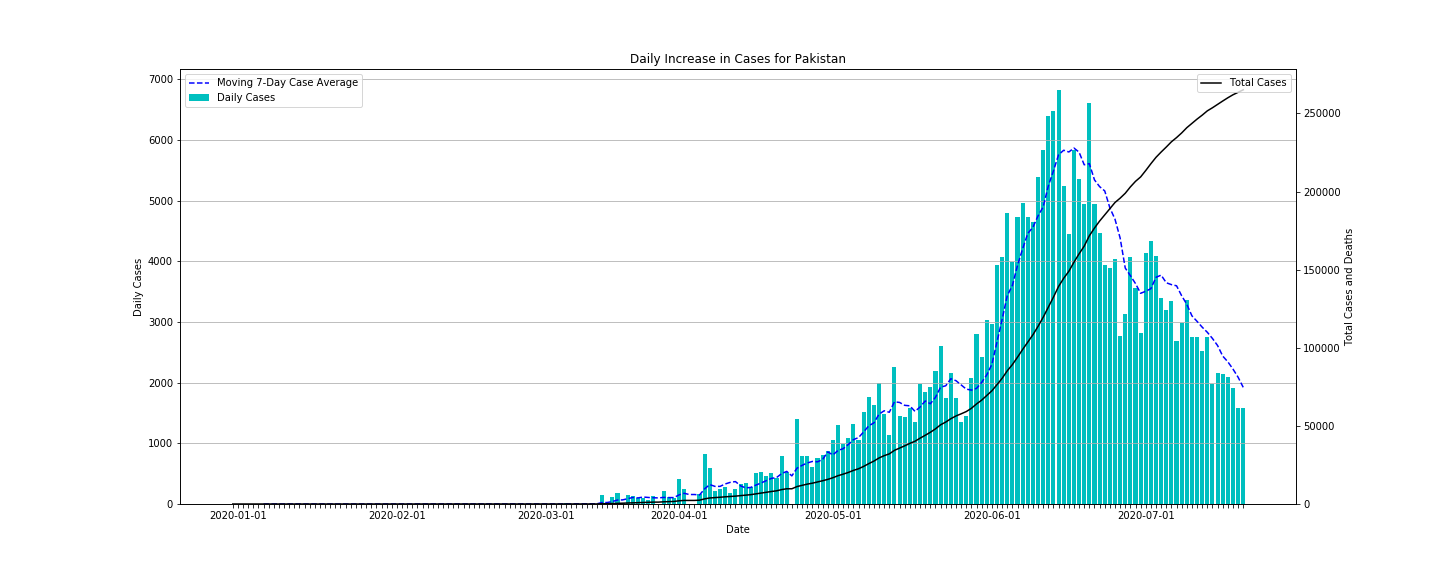 Daily Increase in Cases for Pakistan
Moving 7-Day Case Average
Daily Cases
Total Cases
7000
6000
5000
4000
3000
2000
1000
0
Daily Cases
250000
200000
150000
100000
50000
0
Total Cases and Deaths
2020-01-01 2020-02-01 2020-03-01 2020-04-01 2020-05-01 2020-06-01 2020-07-01
Date